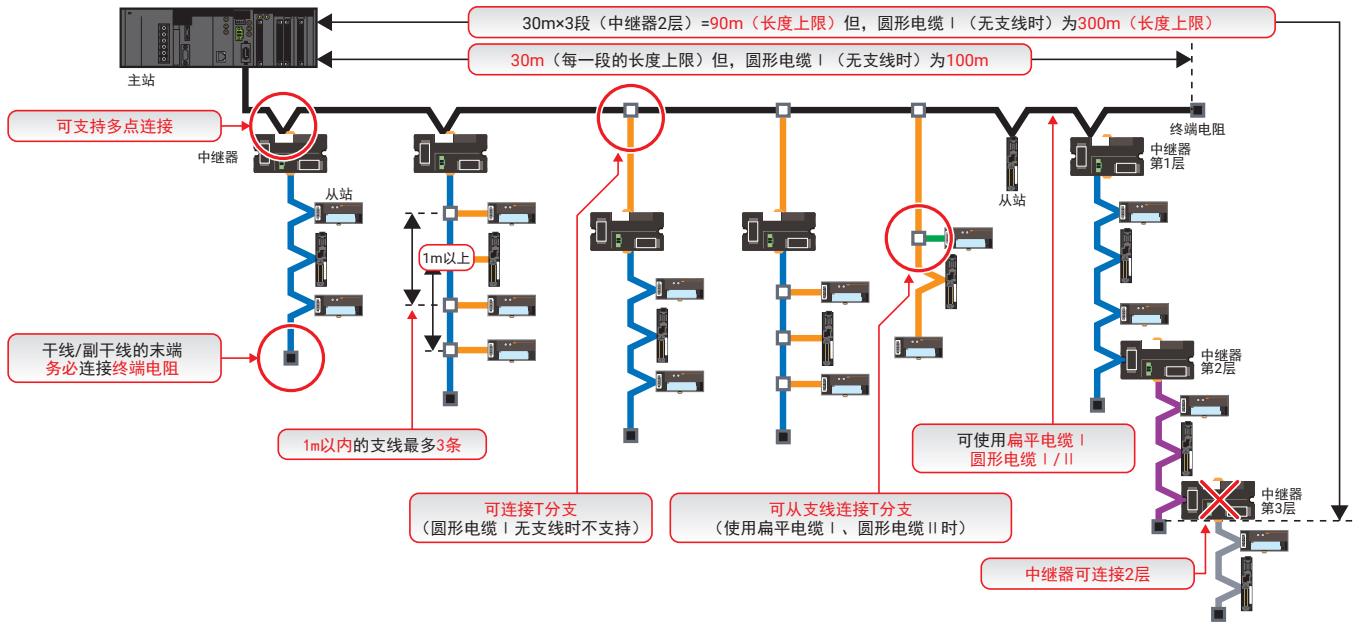 30m×3段（中继器2层）=90m（长度上限）但，圆形电缆Ⅰ（无支线时）为300m（长度上限）
30m（每一段的长度上限）但，圆形电缆Ⅰ（无支线时）为100m
主站
可支持多点连接
中继器
终端电阻
中继器
第1层
从站
从站
1m以上
干线/副干线的末端
务必连接终端电阻
中继器
第2层
1m以内的支线最多3条
可使用扁平电缆Ⅰ
圆形电缆Ⅰ/Ⅱ
可连接T分支
（圆形电缆Ⅰ无支线时不支持）
可从支线连接T分支
（使用扁平电缆Ⅰ、圆形电缆Ⅱ时）
中继器
第3层
中继器可连接2层